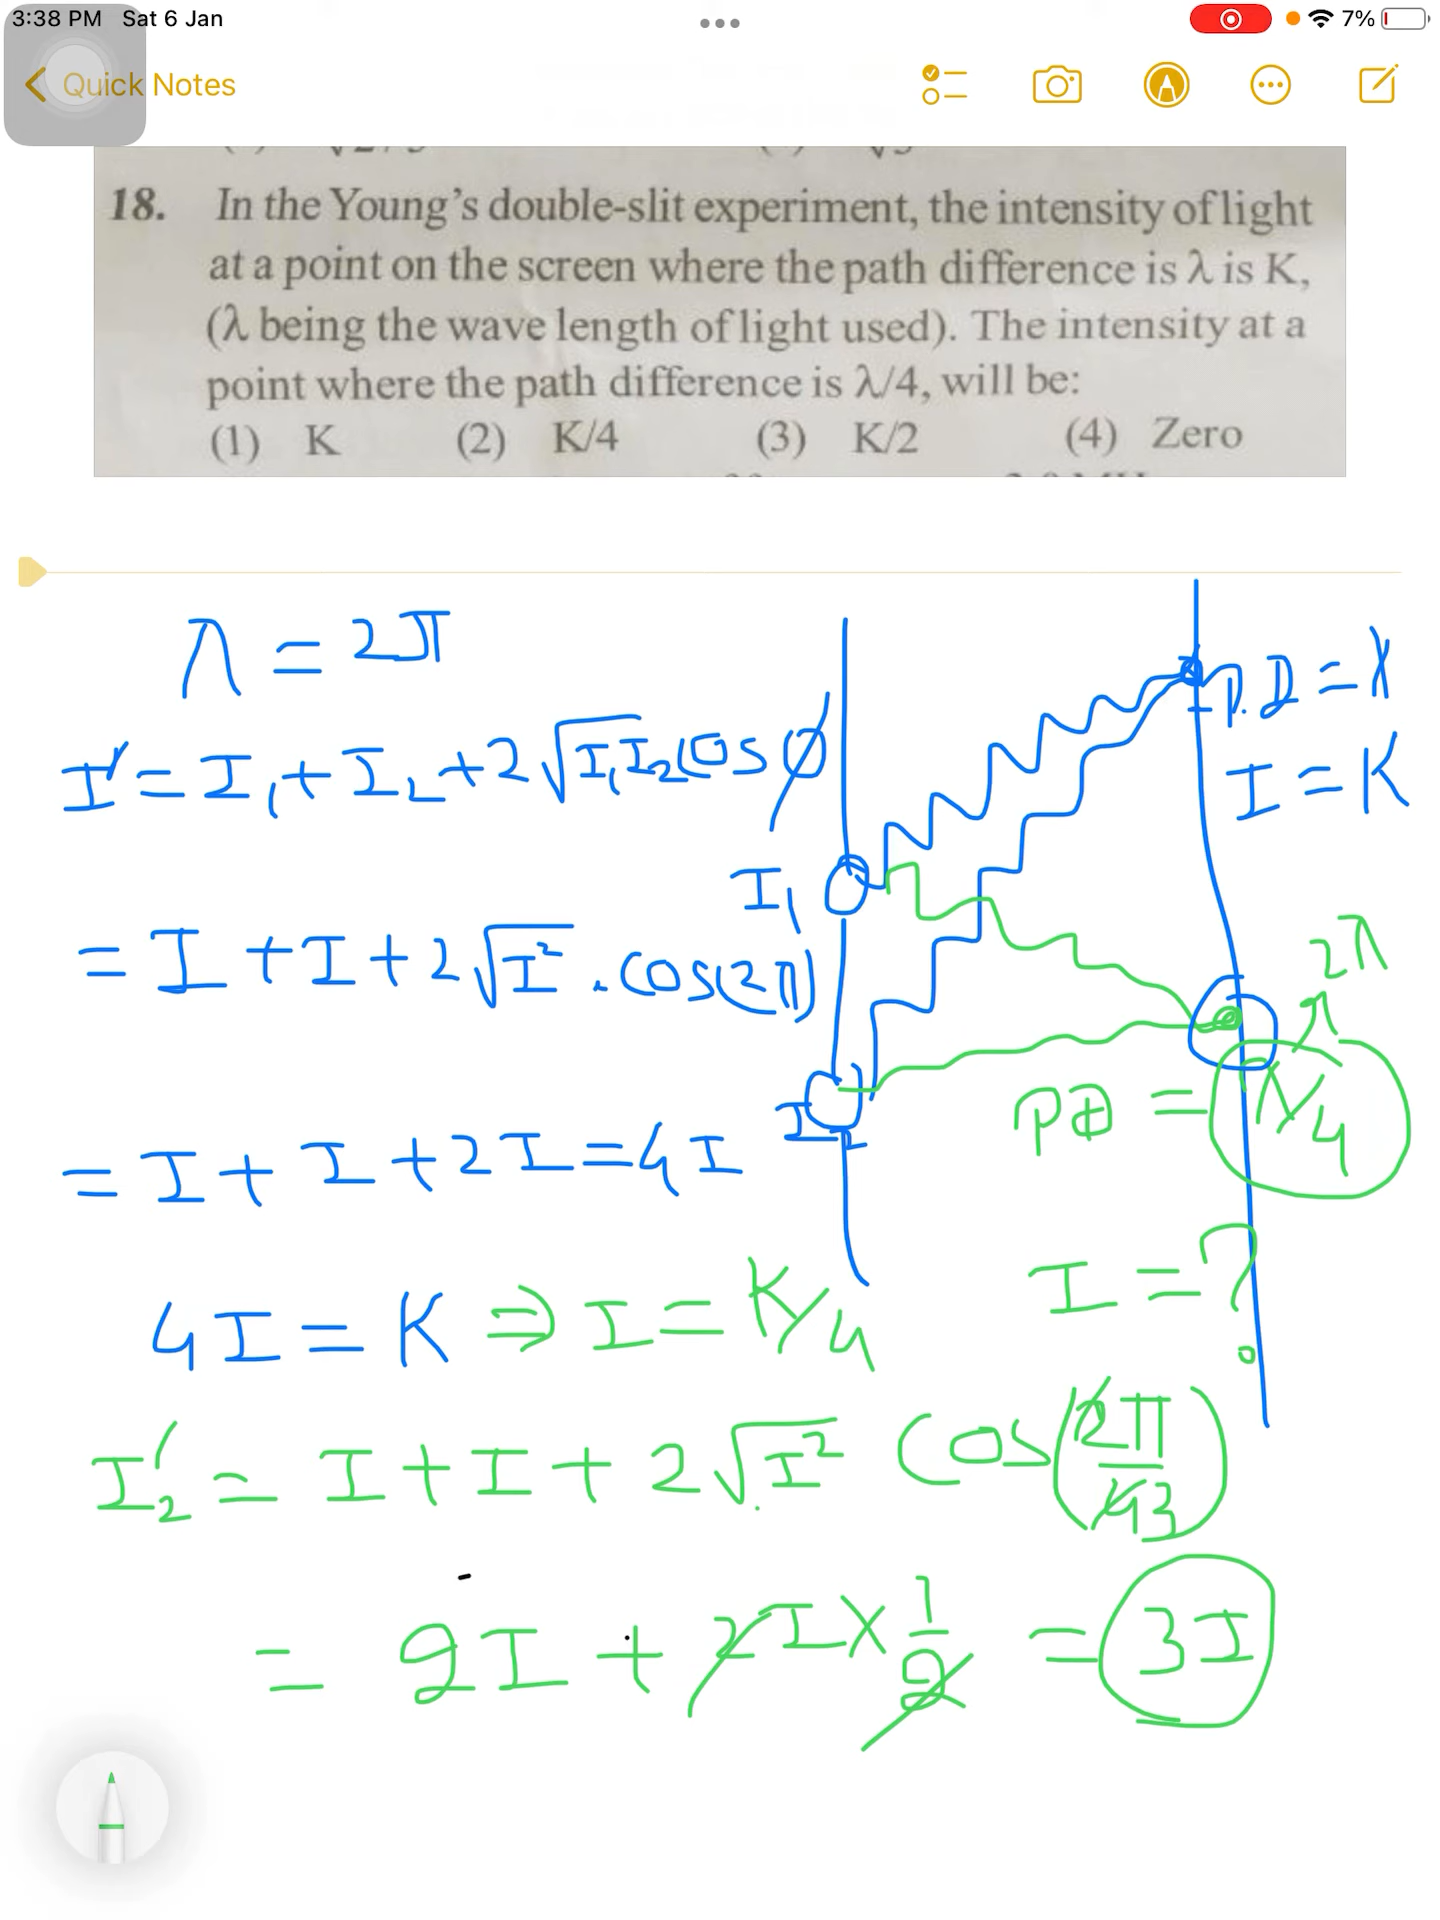 3:38 PM Sat 6 Jan
7%
Quick Notes
18. In the Young's double-slit experiment, the intensity of light
at a point on the screen where the path difference is λ is K,
(λ being the wave length of light used). The intensity at a
point where the path difference is λ/4, will be:
(1) K (2) K/4 (3) K/2 (4) Zero
λ = 2π
P.D = λ
I' = I₁ + I₂ + 2√I₁I₂ cos φ
I = K
I₁
= I + I + 2√I² . cos(2π)
2π
λ
PD = λ/4
I₂
= I + I + 2I = 4I
I = ?
4I = K ⇒ I = K/4
I₂' = I + I + 2√I² cos(2π/43)
= 2I + 2I × 1/2 = 3I